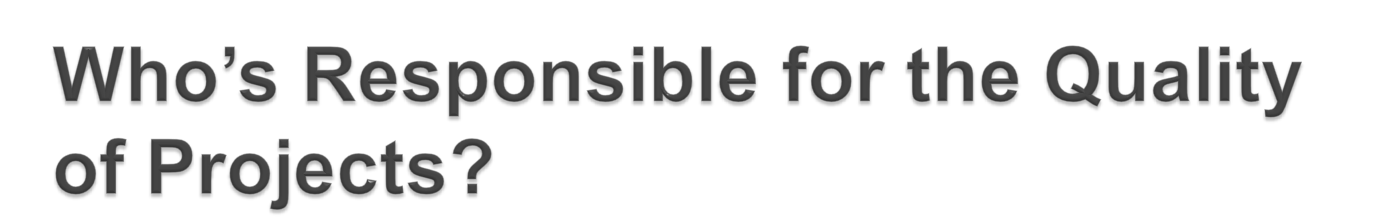 Who’s Responsible for the Quality
of Projects?